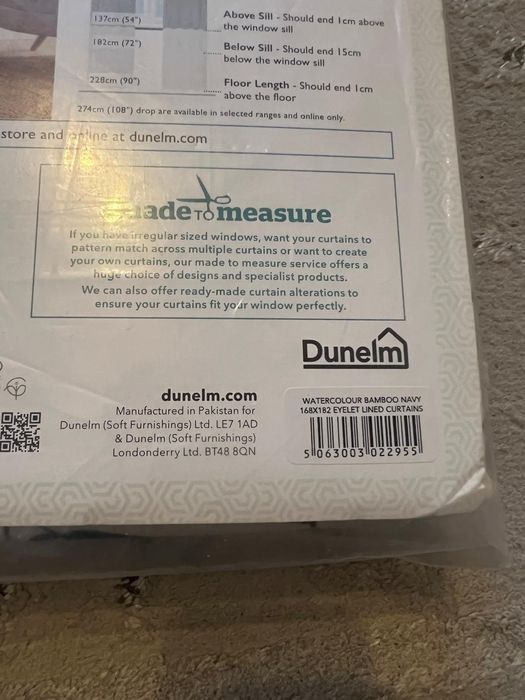 137cm (54")
Above Sill - Should end 1cm above
the window sill
182cm (72")
Below Sill - Should end 15cm
below the window sill
228cm (90")
Floor Length - Should end 1cm
above the floor
274cm (108") drop are available in selected ranges and online only.
store and online at dunelm.com
made TO measure
If you have irregular sized windows, want your curtains to
pattern match across multiple curtains or want to create
your own curtains, our made to measure service offers a
huge choice of designs and specialist products.
We can also offer ready-made curtain alterations to
ensure your curtains fit your window perfectly.
Dunelm
dunelm.com
Manufactured in Pakistan for
Dunelm (Soft Furnishings) Ltd. LE7 1AD
& Dunelm (Soft Furnishings)
Londonderry Ltd. BT48 8QN
WATERCOLOUR BAMBOO NAVY
168X182 EYELET LINED CURTAINS
5 063003 022955